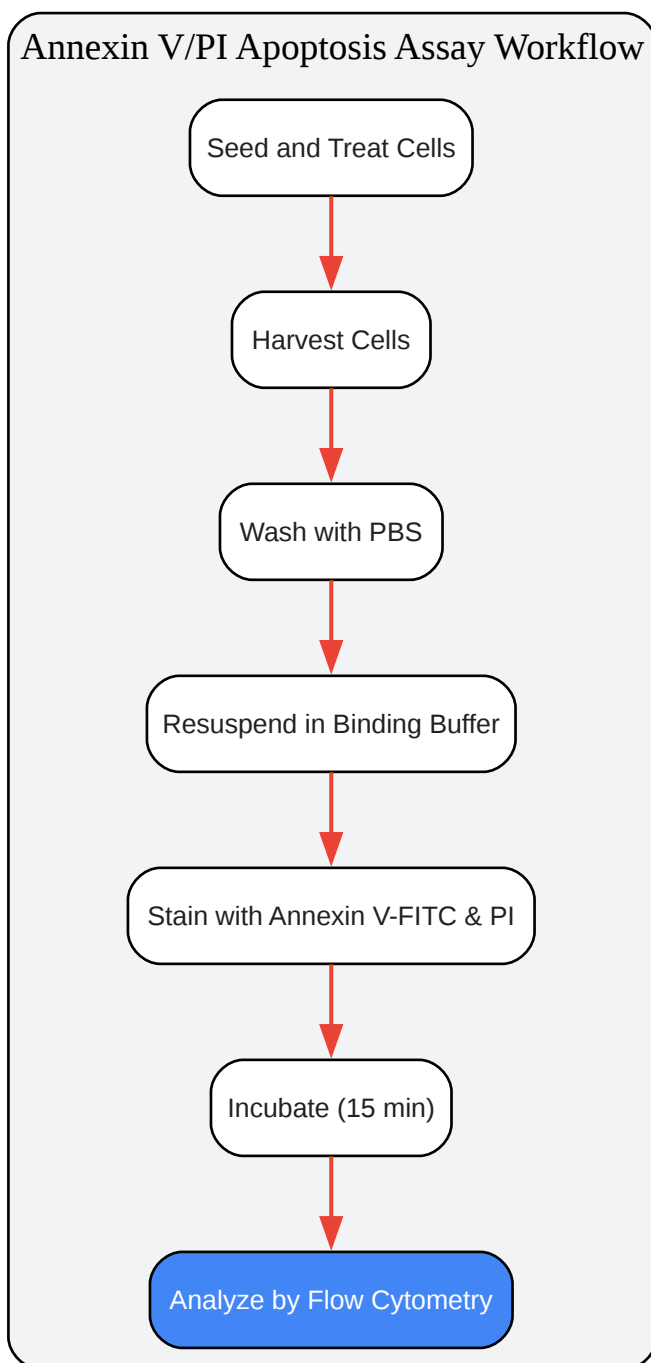 Annexin V/PI Apoptosis Assay Workflow
Seed and Treat Cells
Harvest Cells
Wash with PBS
Resuspend in Binding Buffer
Stain with Annexin V-FITC & PI
Incubate (15 min)
Analyze by Flow Cytometry